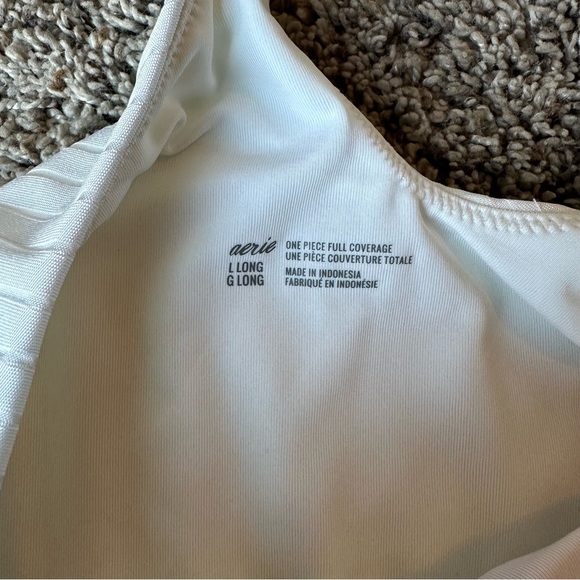 aerie
L LONG
G LONG
ONE PIECE FULL COVERAGE
UNE PIÈCE COUVERTURE TOTALE
MADE IN INDONESIA
FABRIQUÉ EN INDONÉSIE